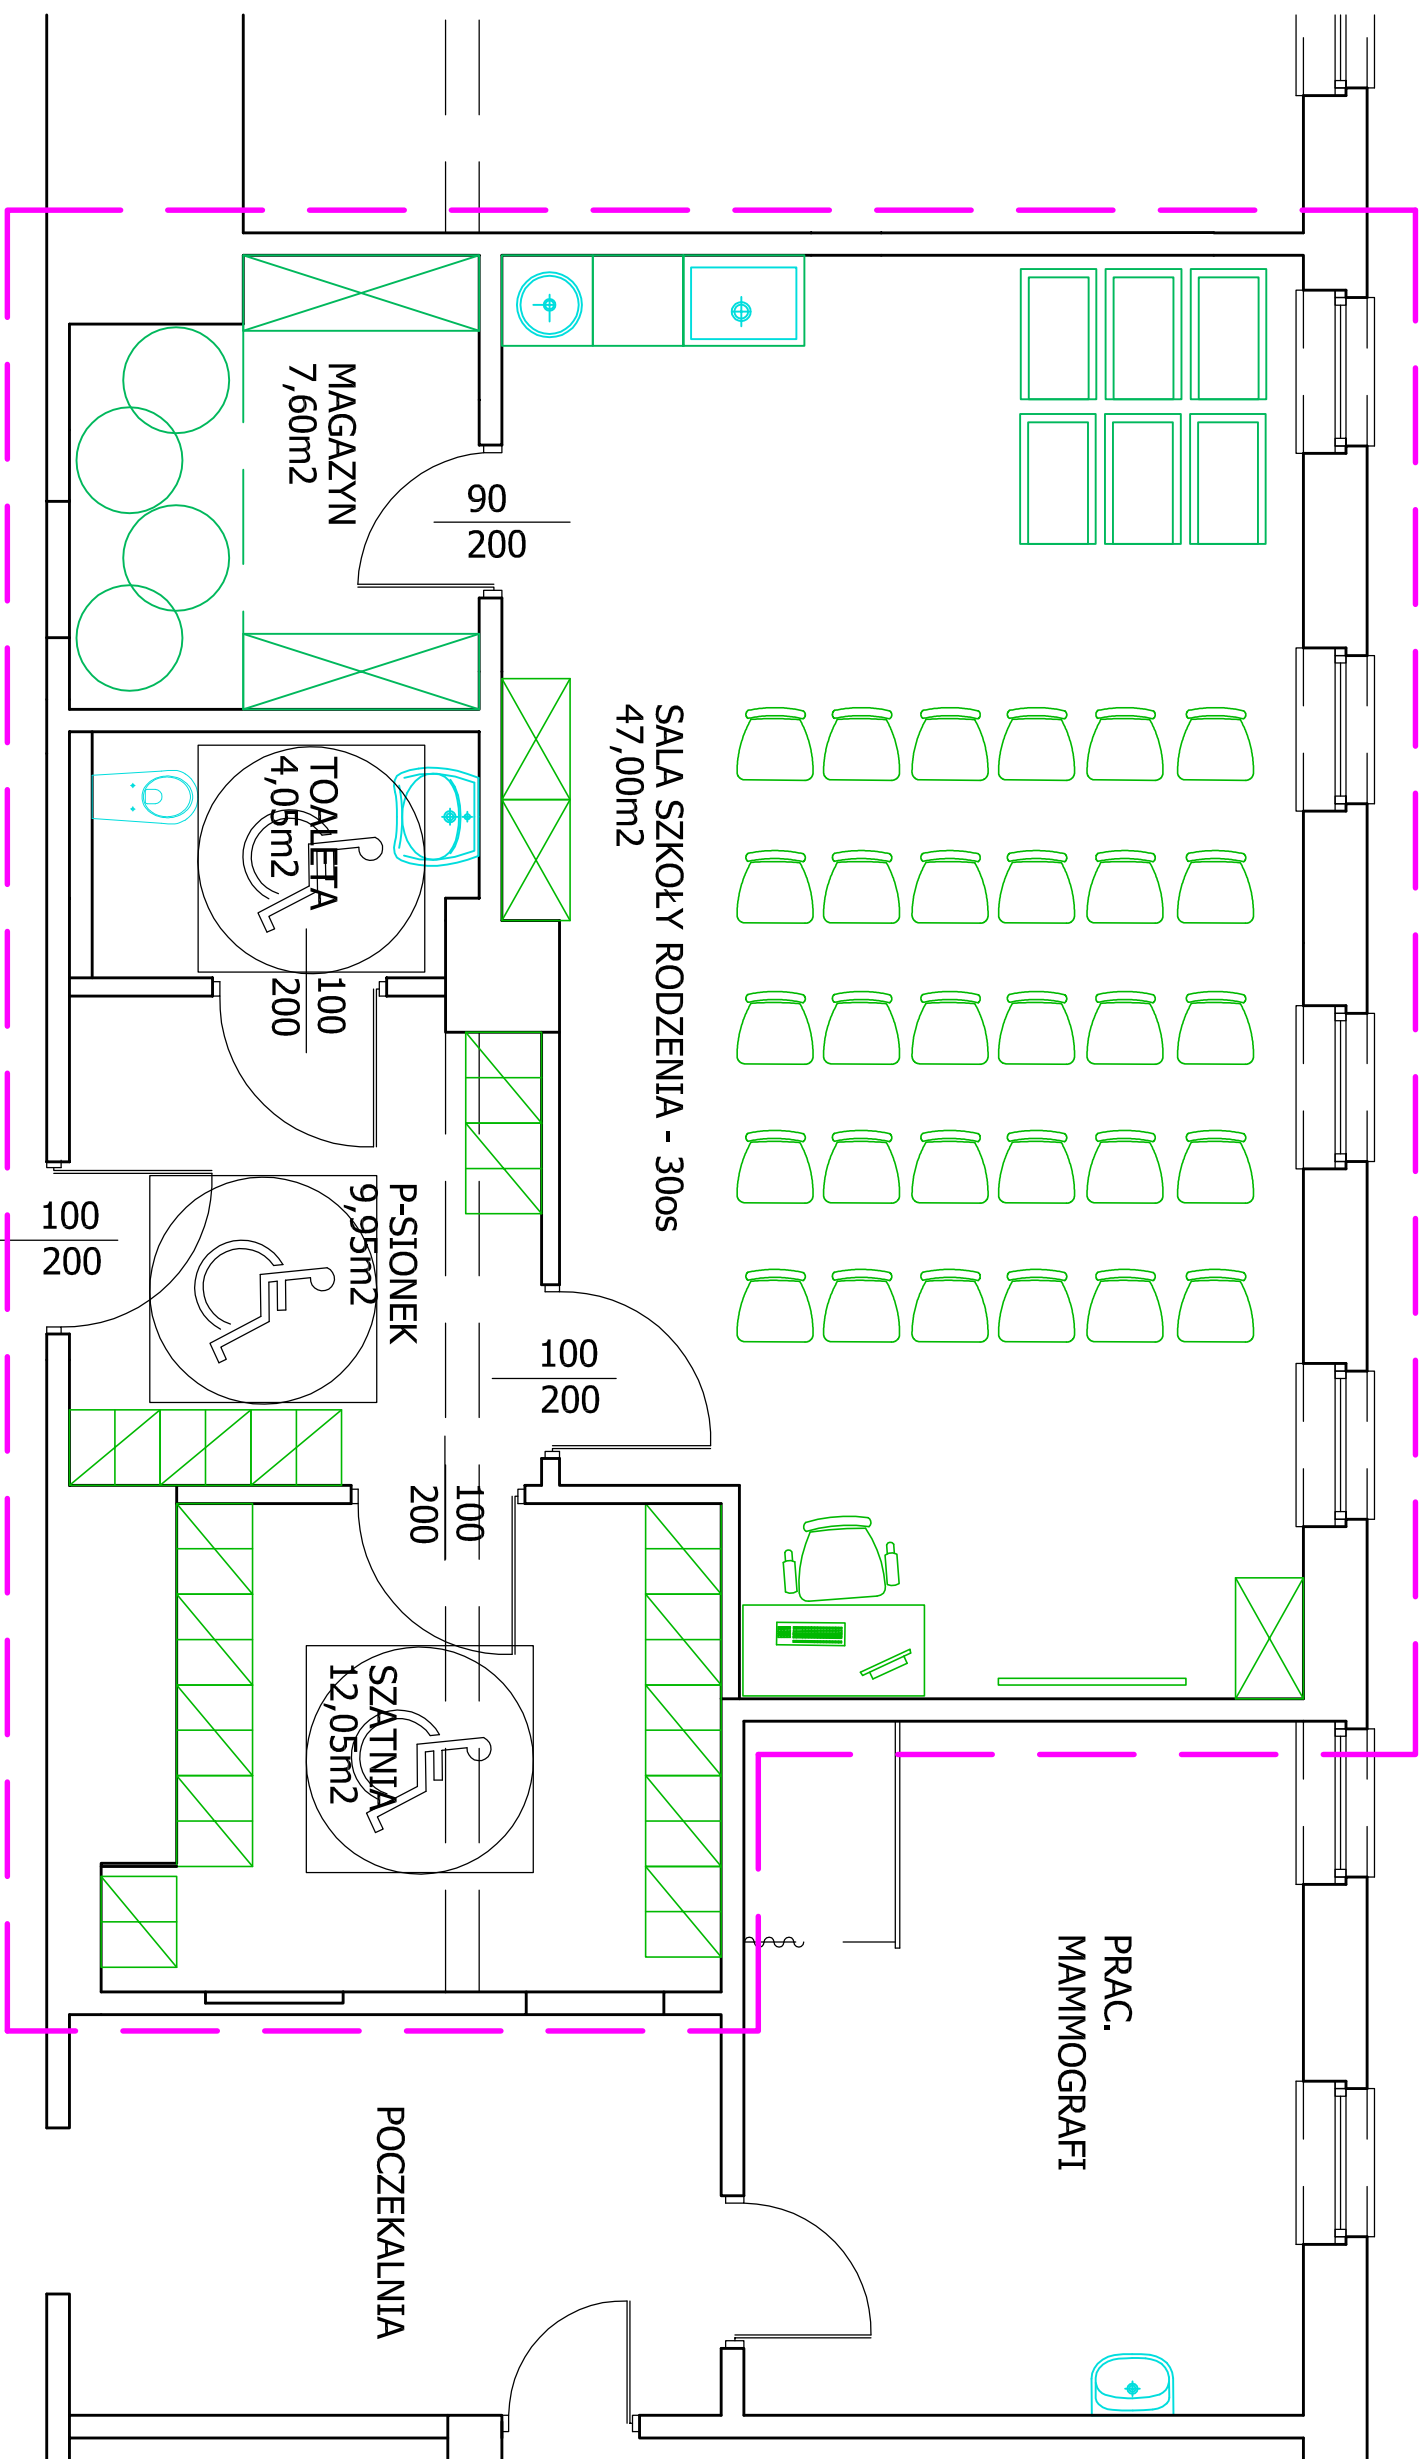 MAGAZYN
7,60m2
90
200
SALA SZKOŁY RODZENIA - 30os
47,00m2
TOALETA
4,05m2
100
200
P-SIONEK
9,95m2
100
200
100
200
100
200
SZATNIA
12,05m2
PRAC.
MAMMOGRAFI
POCZEKALNIA